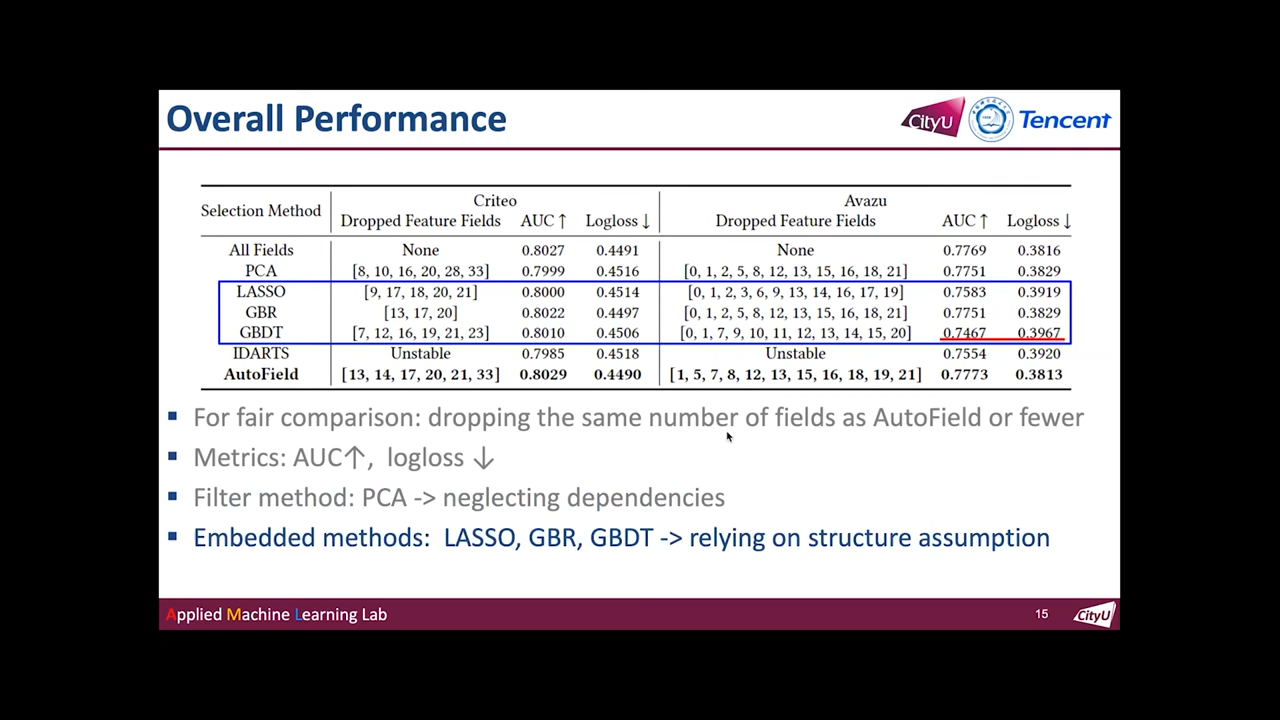 Overall Performance
CityU
Tencent
Selection Method Criteo Avazu
Dropped Feature Fields AUC ↑ Logloss ↓ Dropped Feature Fields AUC ↑ Logloss ↓
All Fields None 0.8027 0.4491 None 0.7769 0.3816
PCA [8, 10, 16, 20, 28, 33] 0.7999 0.4516 [0, 1, 2, 5, 8, 12, 13, 15, 16, 18, 21] 0.7751 0.3829
LASSO [9, 17, 18, 20, 21] 0.8000 0.4514 [0, 1, 2, 3, 6, 9, 13, 14, 16, 17, 19] 0.7583 0.3919
GBR [13, 17, 20] 0.8022 0.4497 [0, 1, 2, 5, 8, 12, 13, 15, 16, 18, 21] 0.7751 0.3829
GBDT [7, 12, 16, 19, 21, 23] 0.8010 0.4506 [0, 1, 7, 9, 10, 11, 12, 13, 14, 15, 20] 0.7467 0.3967
IDARTS Unstable 0.7985 0.4518 Unstable 0.7554 0.3920
AutoField [13, 14, 17, 20, 21, 33] 0.8029 0.4490 [1, 5, 7, 8, 12, 13, 15, 16, 18, 19, 21] 0.7773 0.3813
▪ For fair comparison: dropping the same number of fields as AutoField or fewer
▪ Metrics: AUC↑, logloss ↓
▪ Filter method: PCA -> neglecting dependencies
▪ Embedded methods: LASSO, GBR, GBDT -> relying on structure assumption
Applied Machine Learning Lab
15
CityU